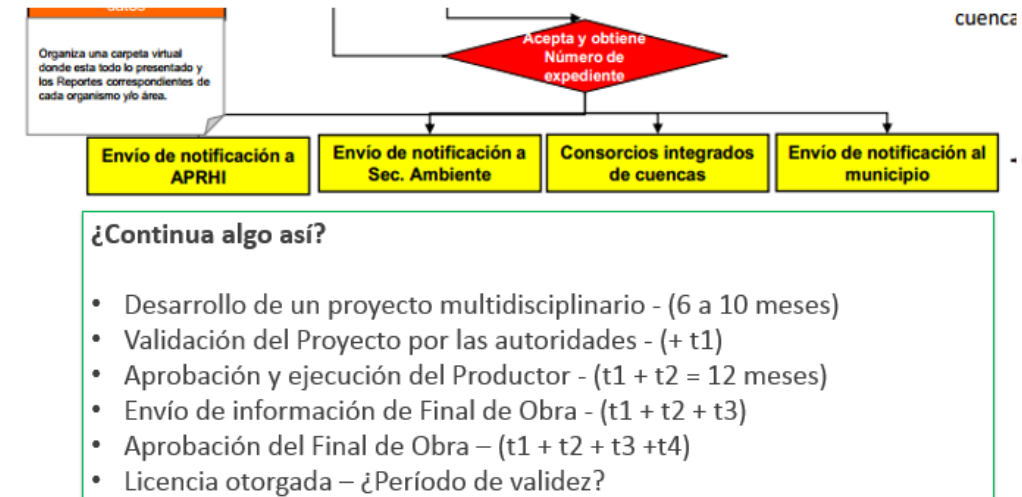 datos
cuenca
Organiza una carpeta virtual
donde esta todo lo presentado y
los Reportes correspondientes de
cada organismo y/o área.
Acepta y obtiene
Número de
expediente
Envío de notificación a
APRHI
Envío de notificación a
Sec. Ambiente
Consorcios integrados
de cuencas
Envío de notificación al
municipio
¿Continua algo así?
• Desarrollo de un proyecto multidisciplinario - (6 a 10 meses)
• Validación del Proyecto por las autoridades - (+ t1)
• Aprobación y ejecución del Productor - (t1 + t2 = 12 meses)
• Envío de información de Final de Obra - (t1 + t2 + t3)
• Aprobación del Final de Obra – (t1 + t2 + t3 +t4)
• Licencia otorgada – ¿Período de validez?